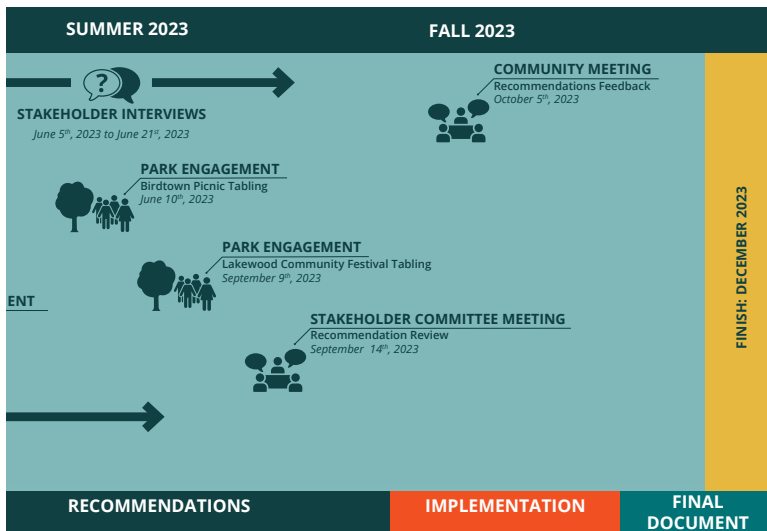 SUMMER 2023
FALL 2023
?
STAKEHOLDER INTERVIEWS
June 5th, 2023 to June 21st, 2023
COMMUNITY MEETING
Recommendations Feedback
October 5th, 2023
PARK ENGAGEMENT
Birdtown Picnic Tabling
June 10th, 2023
PARK ENGAGEMENT
Lakewood Community Festival Tabling
September 9th, 2023
ENT
STAKEHOLDER COMMITTEE MEETING
Recommendation Review
September 14th, 2023
FINISH: DECEMBER 2023
RECOMMENDATIONS
IMPLEMENTATION
FINAL
DOCUMENT